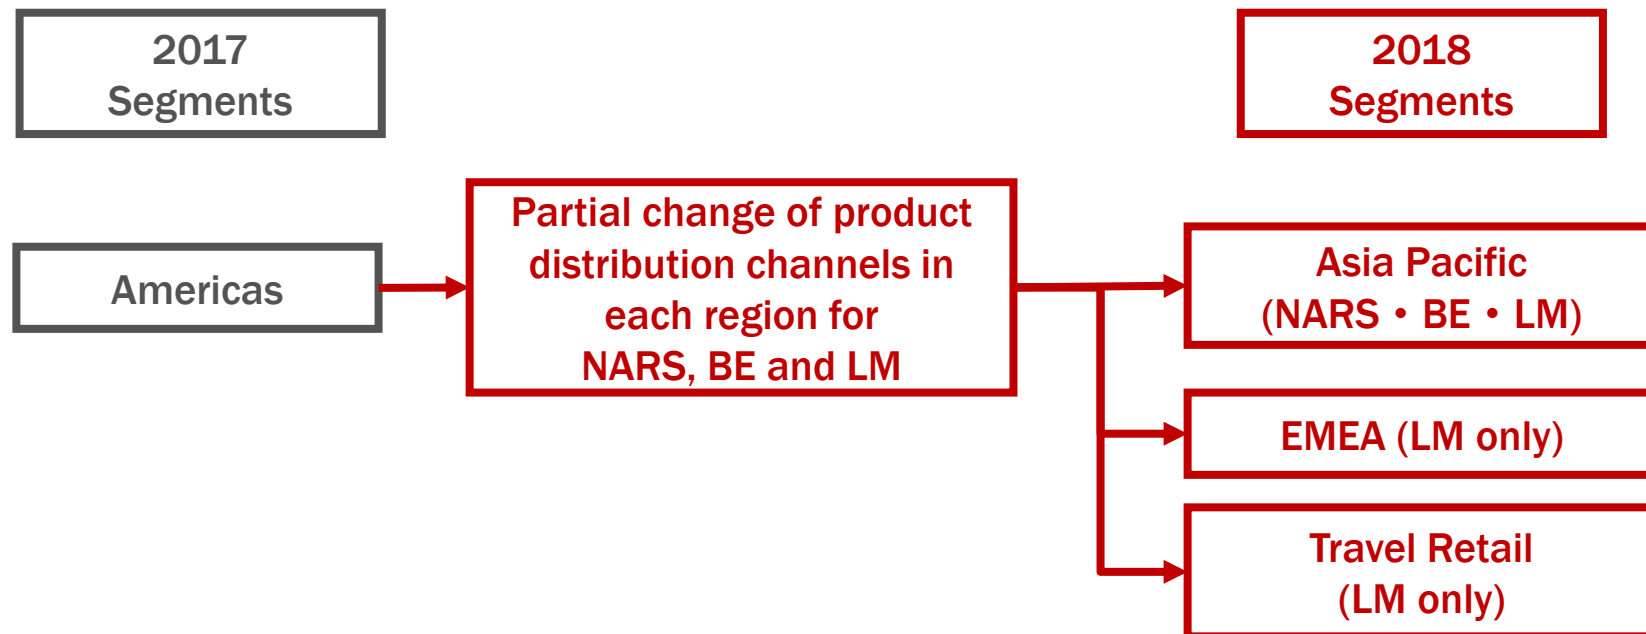 2017
Segments
2018
Segments
Americas
Partial change of product
distribution channels in
each region for
NARS, BE and LM
Asia Pacific
(NARS・BE・LM)
EMEA (LM only)
Travel Retail
(LM only)